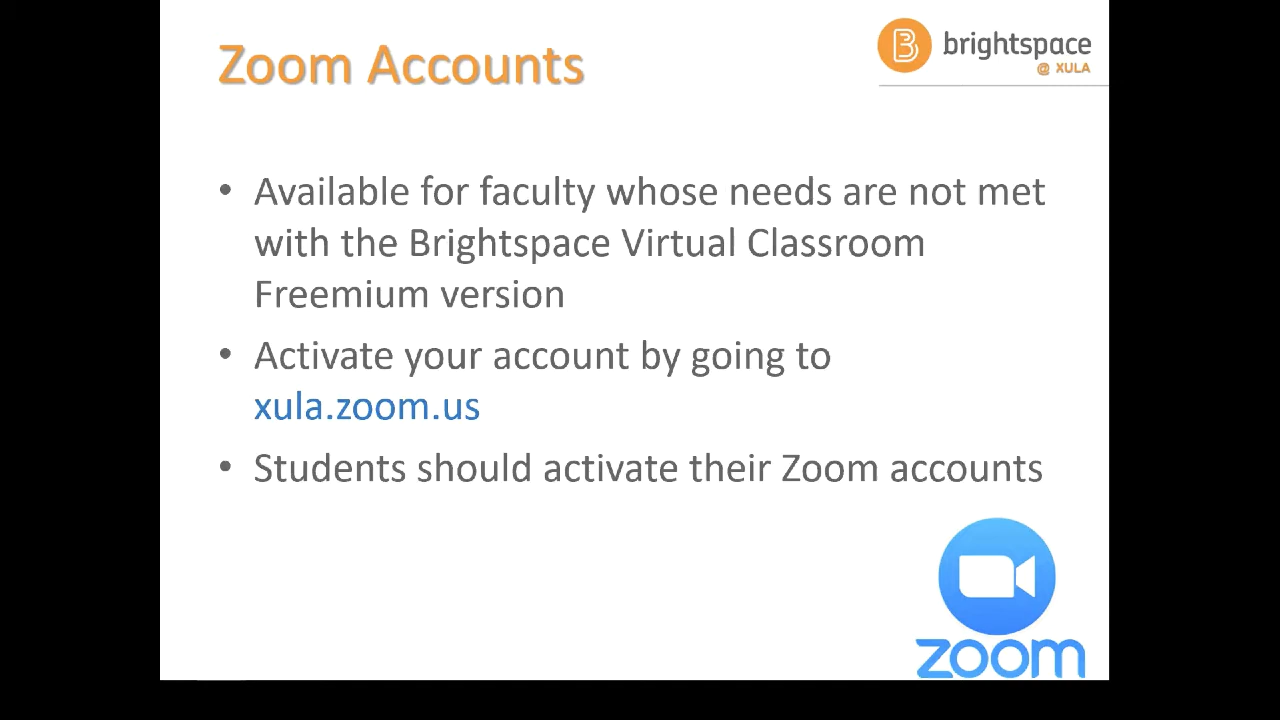 Zoom Accounts
brightspace
@ XULA
• Available for faculty whose needs are not met
with the Brightspace Virtual Classroom
Freemium version
• Activate your account by going to
xula.zoom.us
• Students should activate their Zoom accounts
zoom